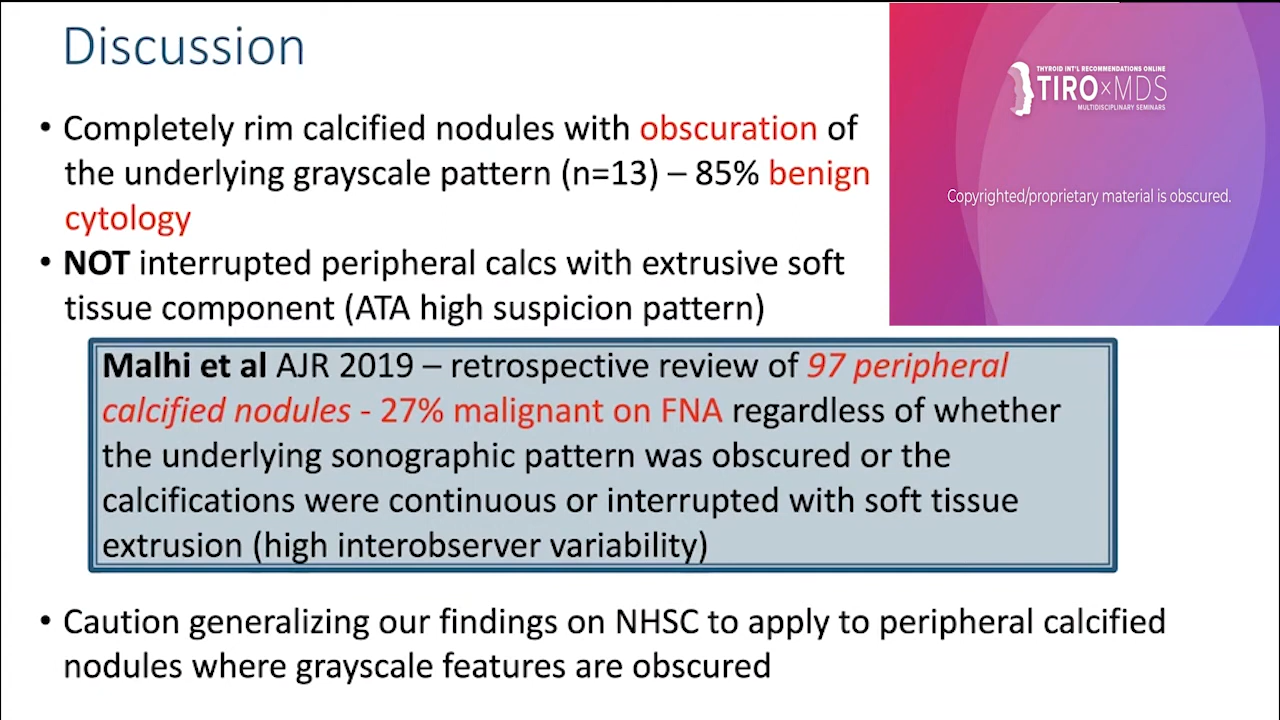 Discussion
• Completely rim calcified nodules with obscuration of
the underlying grayscale pattern (n=13) – 85% benign
cytology
• NOT interrupted peripheral calcs with extrusive soft
tissue component (ATA high suspicion pattern)
Malhi et al AJR 2019 – retrospective review of 97 peripheral
calcified nodules - 27% malignant on FNA regardless of whether
the underlying sonographic pattern was obscured or the
calcifications were continuous or interrupted with soft tissue
extrusion (high interobserver variability)
• Caution generalizing our findings on NHSC to apply to peripheral calcified
nodules where grayscale features are obscured
THYROID INT'L RECOMMENDATIONS ONLINE
TIROxMDS
MULTIDISCIPLINARY SEMINARS
Copyrighted/proprietary material is obscured.